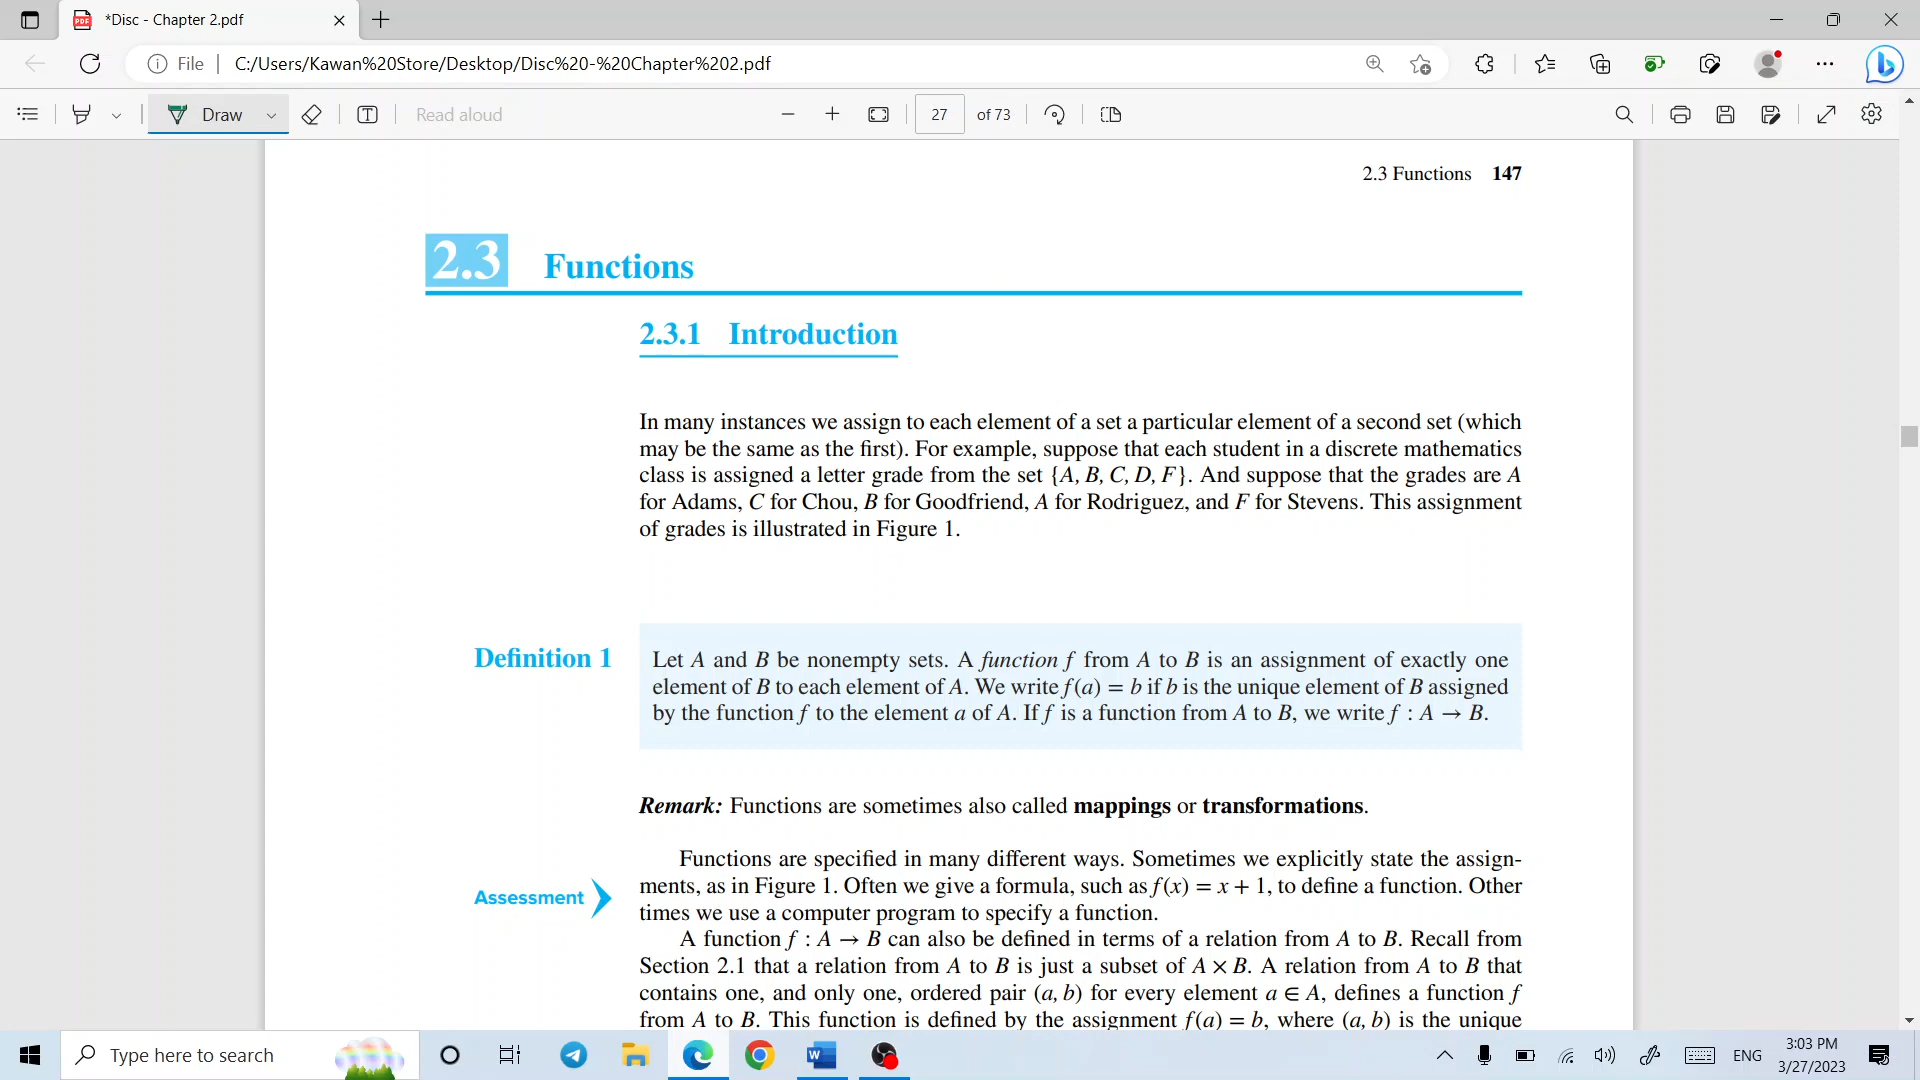 *Disc - Chapter 2.pdf
File
C:/Users/Kawan%20Store/Desktop/Disc%20-%20Chapter%202.pdf
Draw
Read aloud
27
of 73
2.3 Functions 147
2.3 Functions
2.3.1 Introduction
In many instances we assign to each element of a set a particular element of a second set (which
may be the same as the first). For example, suppose that each student in a discrete mathematics
class is assigned a letter grade from the set {A, B, C, D, F}. And suppose that the grades are A
for Adams, C for Chou, B for Goodfriend, A for Rodriguez, and F for Stevens. This assignment
of grades is illustrated in Figure 1.
Definition 1
Let A and B be nonempty sets. A function f from A to B is an assignment of exactly one
element of B to each element of A. We write f(a) = b if b is the unique element of B assigned
by the function f to the element a of A. If f is a function from A to B, we write f : A → B.
Remark: Functions are sometimes also called mappings or transformations.
Functions are specified in many different ways. Sometimes we explicitly state the assign-
Assessment
ments, as in Figure 1. Often we give a formula, such as f(x) = x + 1, to define a function. Other
times we use a computer program to specify a function.
A function f : A → B can also be defined in terms of a relation from A to B. Recall from
Section 2.1 that a relation from A to B is just a subset of A × B. A relation from A to B that
contains one, and only one, ordered pair (a, b) for every element a ∈ A, defines a function f
from A to B. This function is defined by the assignment f(a) = b, where (a, b) is the unique
Type here to search
ENG
3:03 PM
3/27/2023